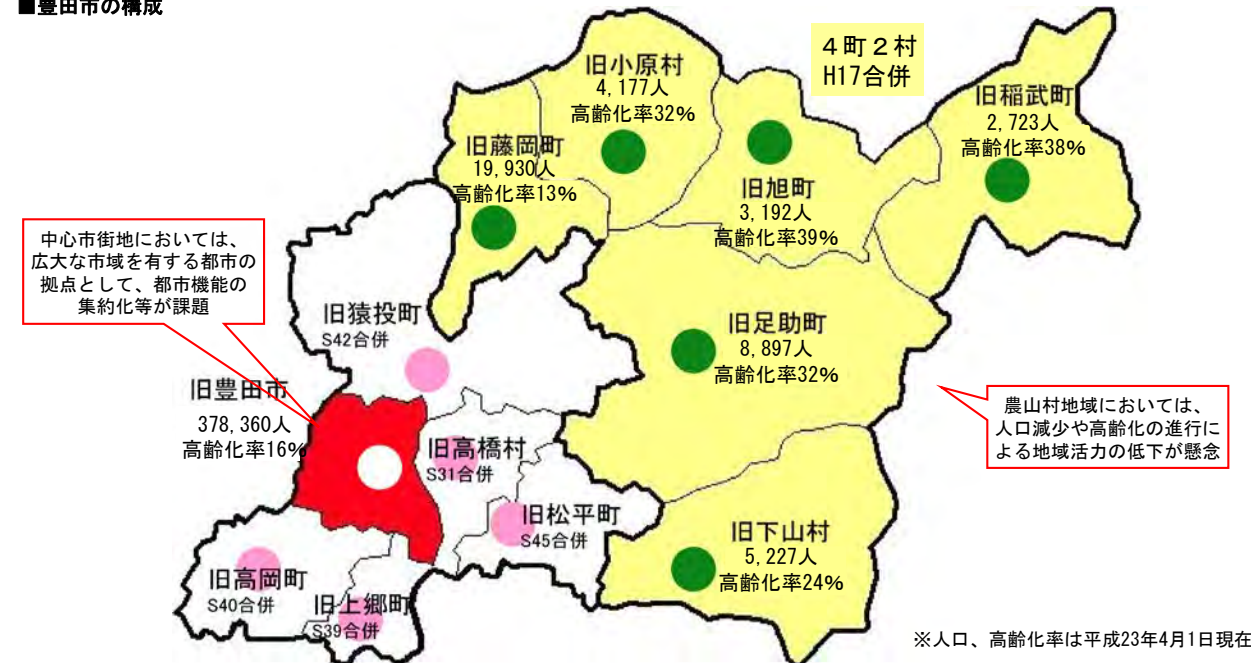 ■豊田市の構成
4町2村
H17合併
旧小原村
4,177人
高齢化率32%
旧稲武町
2,723人
高齢化率38%
旧藤岡町
19,930人
高齢化率13%
旧旭町
3,192人
高齢化率39%
中心市街地においては、
広大な市域を有する都市の
拠点として、都市機能の
集約化等が課題
旧猿投町
S42合併
旧足助町
8,897人
高齢化率32%
旧豊田市
378,360人
高齢化率16%
農山村地域においては、
人口減少や高齢化の進行に
よる地域活力の低下が懸念
旧高橋村
S31合併
旧松平町
S45合併
旧下山村
5,227人
高齢化率24%
旧高岡町
S40合併
旧上郷町
S39合併
※人口、高齢化率は平成23年4月1日現在